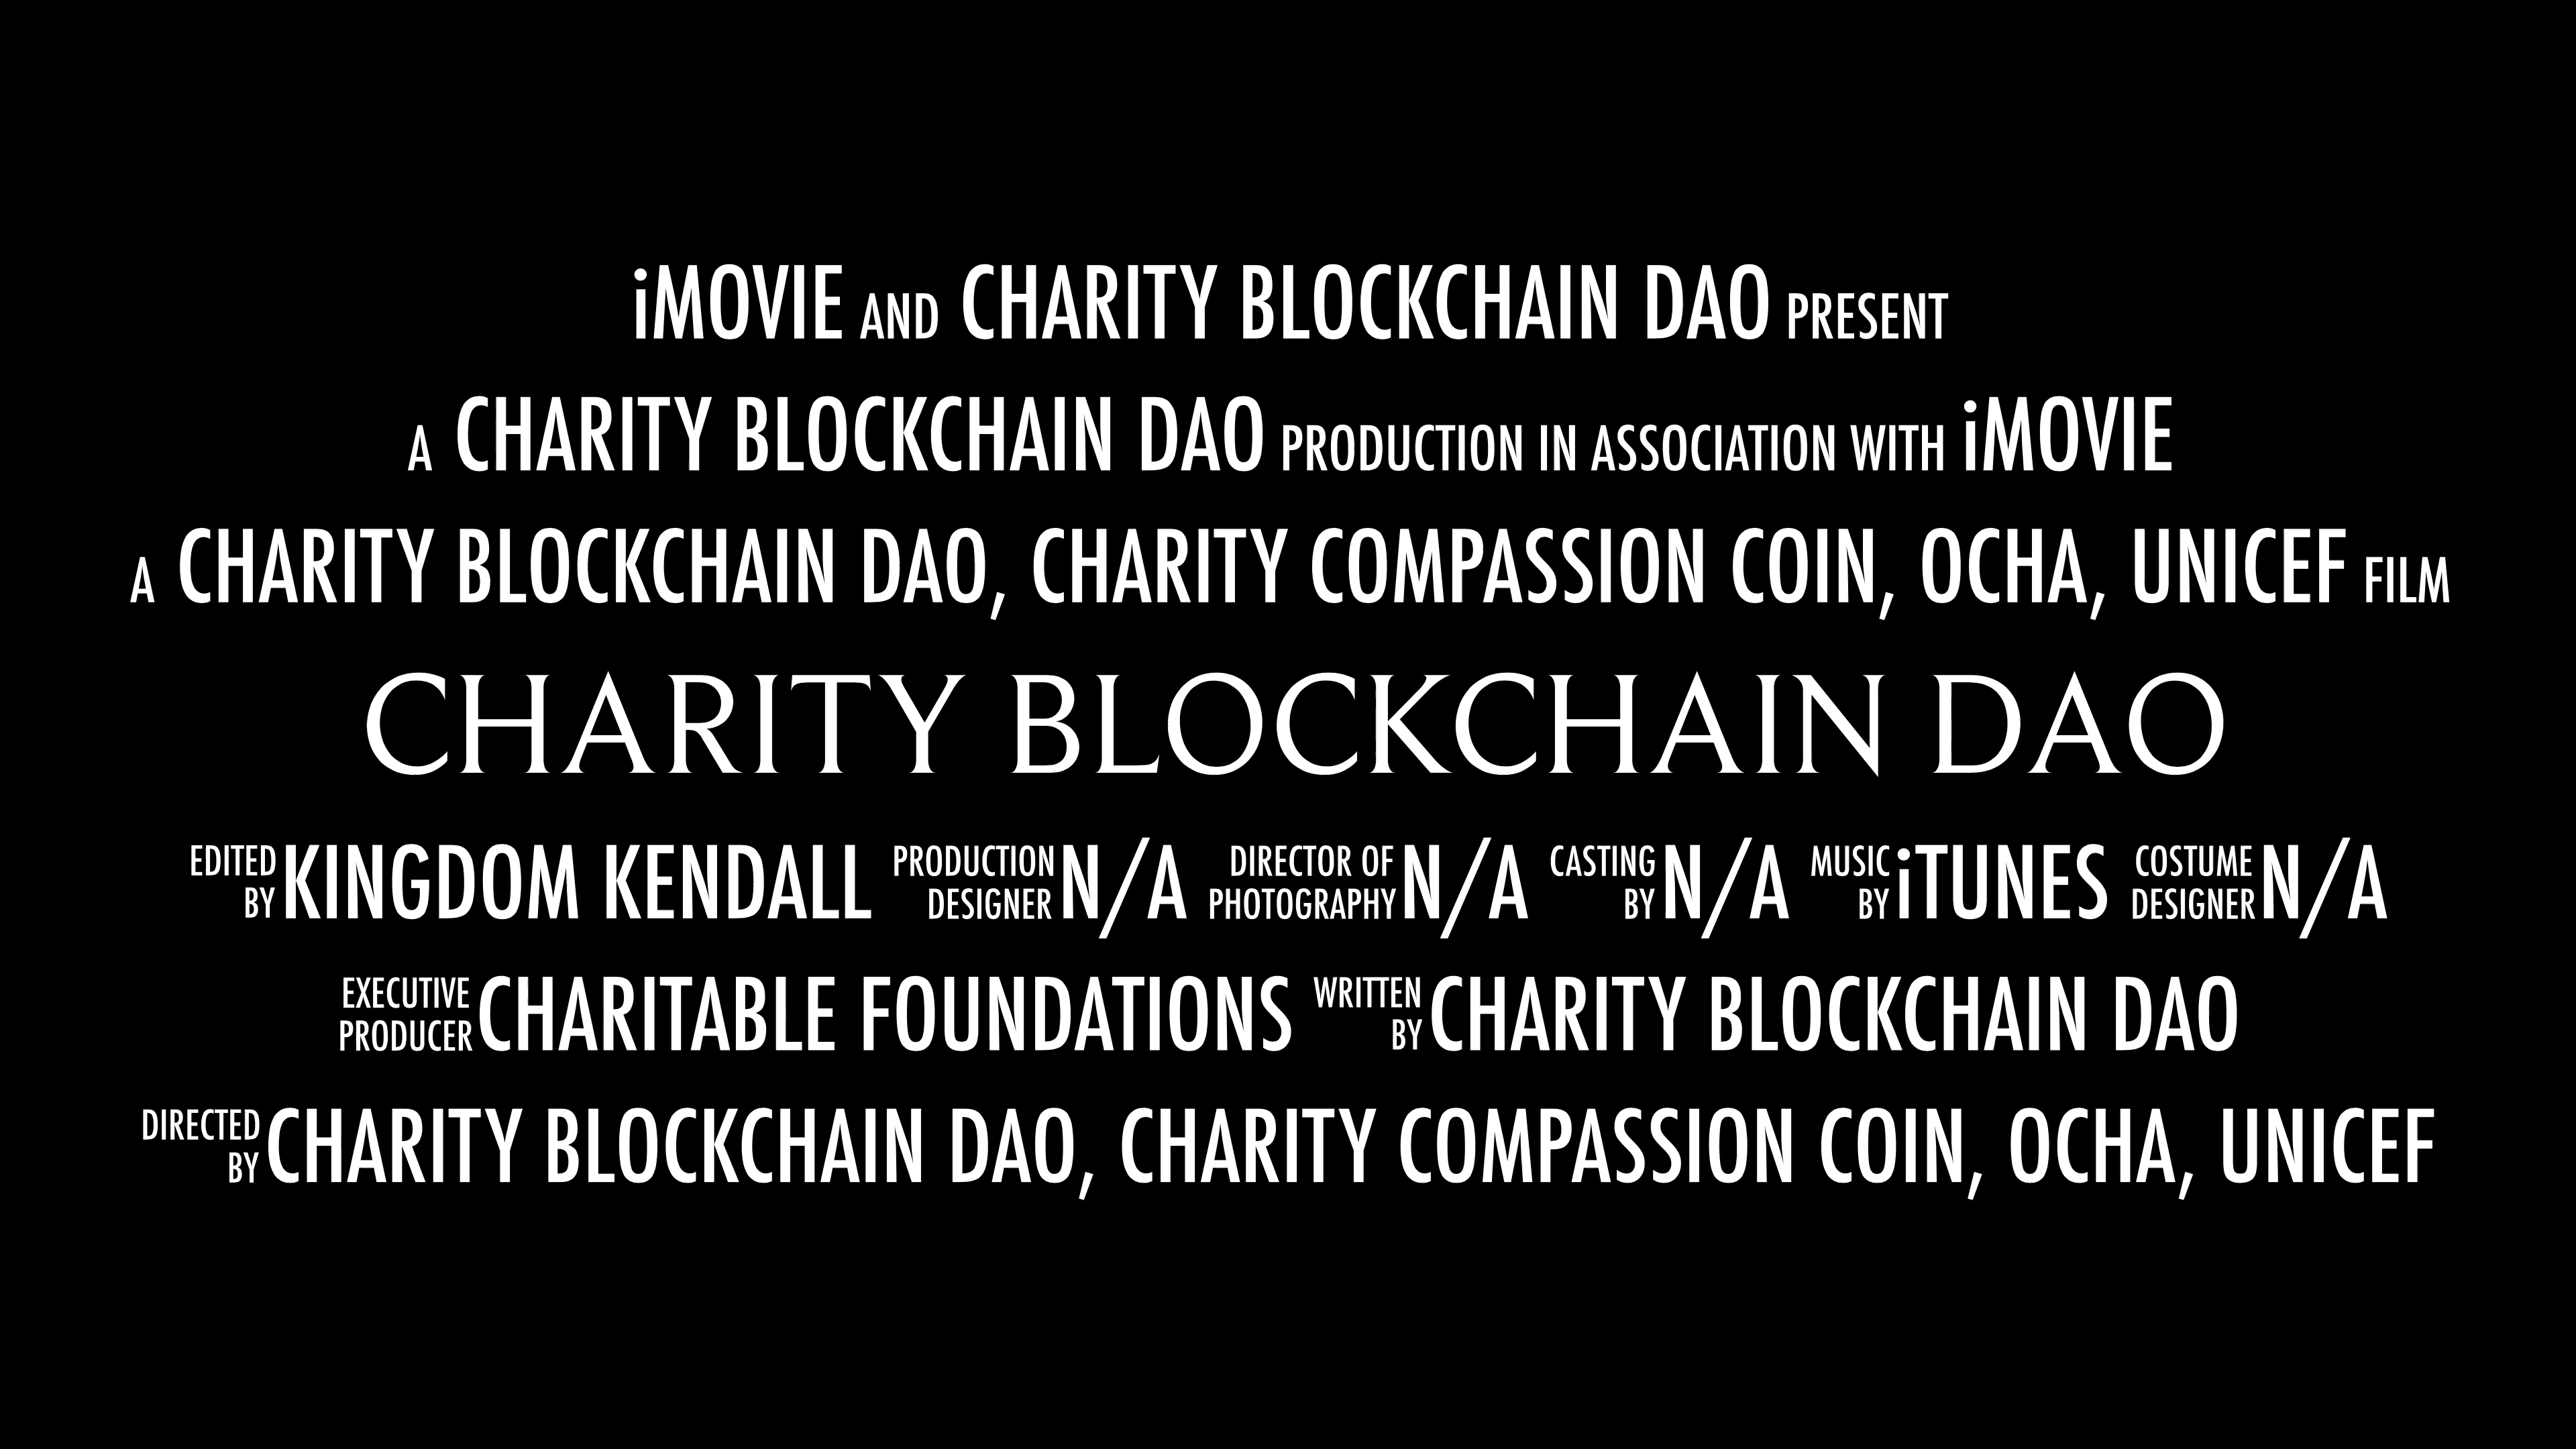 iMOVIE AND CHARITY BLOCKCHAIN DAO PRESENT
A CHARITY BLOCKCHAIN DAO PRODUCTION IN ASSOCIATION WITH iMOVIE
A CHARITY BLOCKCHAIN DAO, CHARITY COMPASSION COIN, OCHA, UNICEF FILM
CHARITY BLOCKCHAIN DAO
EDITED BY KINGDOM KENDALL PRODUCTION DESIGNER N/A DIRECTOR OF PHOTOGRAPHY N/A CASTING BY N/A MUSIC BY iTUNES COSTUME DESIGNER N/A
EXECUTIVE PRODUCER CHARITABLE FOUNDATIONS WRITTEN BY CHARITY BLOCKCHAIN DAO
DIRECTED BY CHARITY BLOCKCHAIN DAO, CHARITY COMPASSION COIN, OCHA, UNICEF